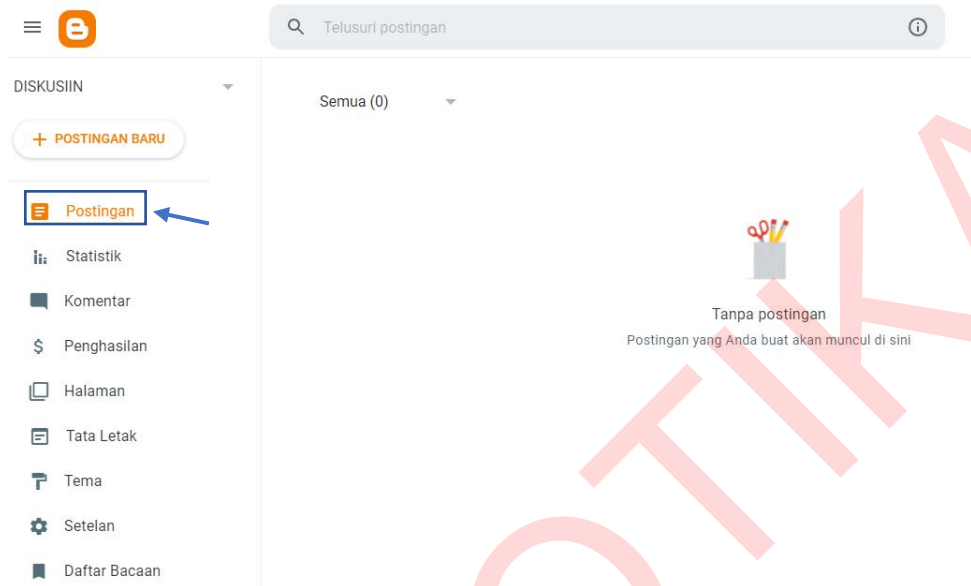 Telusuri postingan
DISKUSIIN
Semua (0)
+ POSTINGAN BARU
Postingan
Statistik
Komentar
Penghasilan
Halaman
Tata Letak
Tema
Setelan
Daftar Bacaan
Tanpa postingan
Postingan yang Anda buat akan muncul di sini
OTIKA